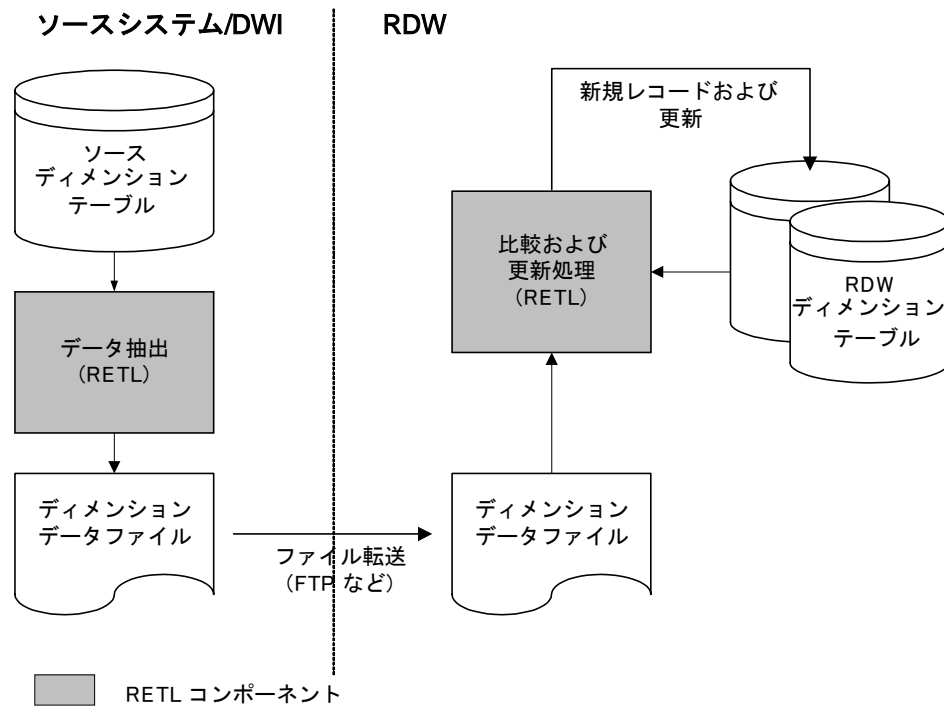 ソースシステム/DWI
RDW
ソース
ディメンション
テーブル
データ抽出
(RETL)
ディメンション
データファイル
ファイル転送
(FTP など)
新規レコードおよび
更新
比較および
更新処理
(RETL)
RDW
ディメンション
テーブル
ディメンション
データファイル
RETL コンポーネント